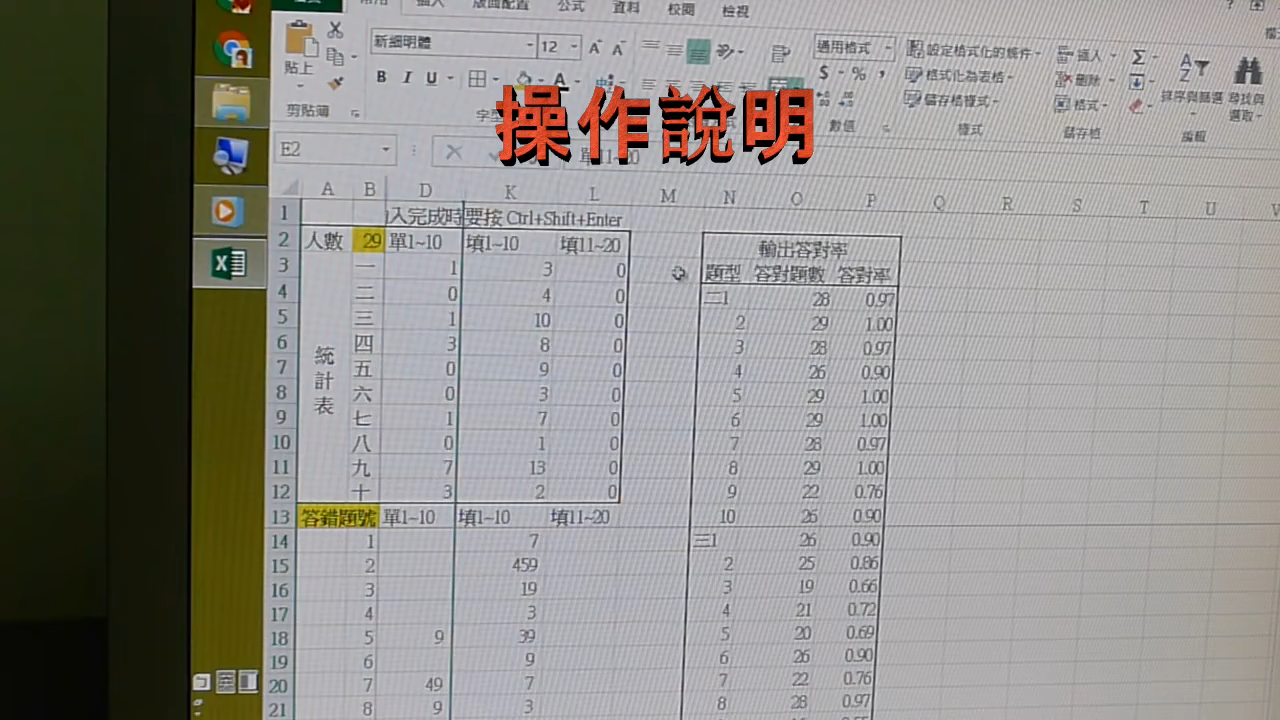 常用 插入 版面配置 公式 資料 校閱 檢視
新細明體 12
通用格式
設定格式化的條件
插入
貼上
B I U
$ %
格式化為表格
刪除
儲存格樣式
格式
排序與篩選
尋找與
選取
剪貼簿
數值
樣式
儲存格
編輯
操作說明
E2
A B D K L M N O P Q R S T U
1 入完成時要按 Ctrl+Shift+Enter
2 人數 29 單1~10 填1~10 填11~20 輸出答對率
3 一 1 3 0 題型 答對題數 答對率
4 二 0 4 0 二1 28 0.97
5 三 1 10 0 2 29 1.00
6 四 3 8 0 3 28 0.97
7 五 0 9 0 4 26 0.90
8 六 0 3 0 5 29 1.00
9 七 1 7 0 6 29 1.00
10 八 0 1 0 7 28 0.97
11 九 7 13 0 8 29 1.00
12 十 3 2 0 9 22 0.76
統計表
13 答錯題號 單1~10 填1~10 填11~20 10 26 0.90
14 1 7 三1 26 0.90
15 2 459 2 25 0.86
16 3 19 3 19 0.66
17 4 3 4 21 0.72
18 5 9 39 5 20 0.69
19 6 9 6 26 0.90
20 7 49 7 7 22 0.76
21 8 9 3 8 28 0.97